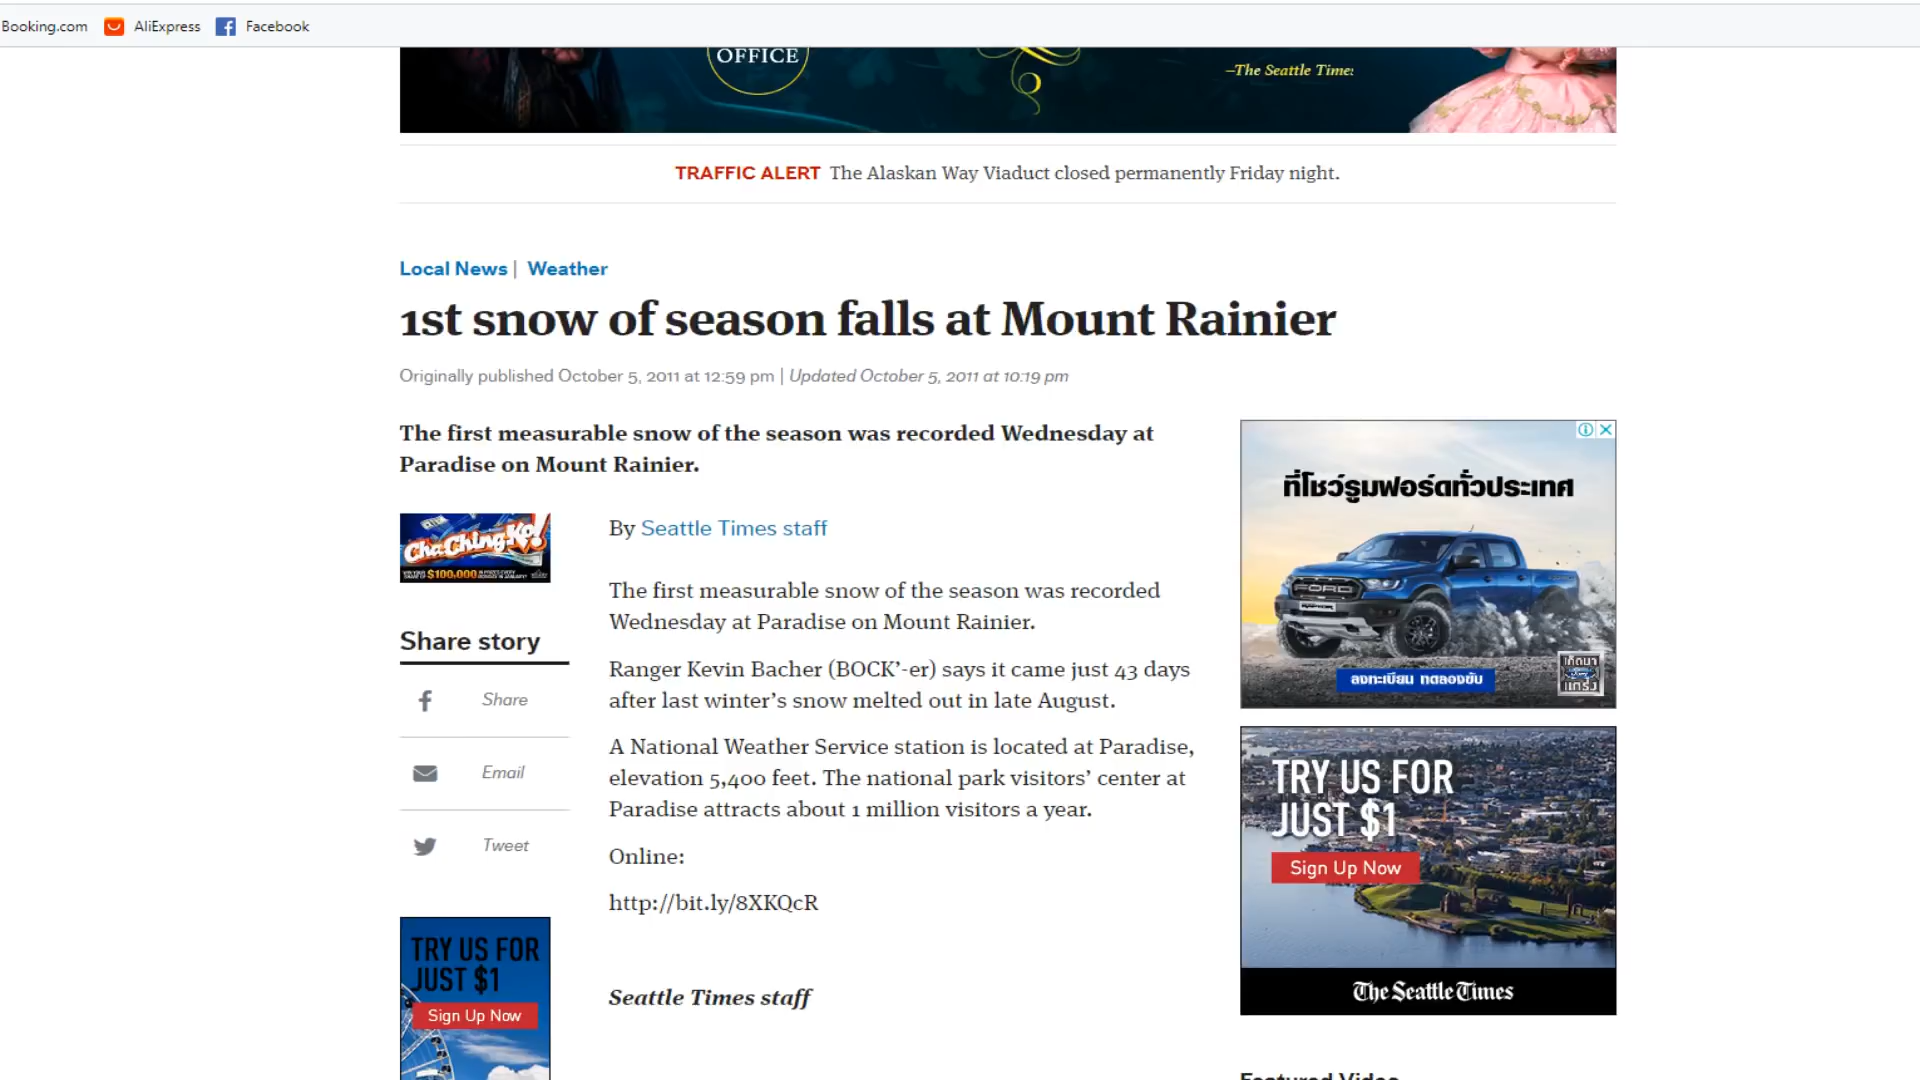 Booking.com AliExpress Facebook
OFFICE
–The Seattle Times
TRAFFIC ALERT The Alaskan Way Viaduct closed permanently Friday night.
Local News | Weather
1st snow of season falls at Mount Rainier
Originally published October 5, 2011 at 12:59 pm | Updated October 5, 2011 at 10:19 pm
The first measurable snow of the season was recorded Wednesday at
Paradise on Mount Rainier.
Cha-Ching-Ko!
$100,000
Share story
Share
Email
Tweet
TRY US FOR
JUST $1
Sign Up Now
By Seattle Times staff
The first measurable snow of the season was recorded
Wednesday at Paradise on Mount Rainier.
Ranger Kevin Bacher (BOCK’-er) says it came just 43 days
after last winter’s snow melted out in late August.
A National Weather Service station is located at Paradise,
elevation 5,400 feet. The national park visitors’ center at
Paradise attracts about 1 million visitors a year.
Online:
http://bit.ly/8XKQcR
Seattle Times staff
ที่โชว์รูมฟอร์ดทั่วประเทศ
FORD
RAPTOR
ลงทะเบียน ทดลองขับ
เกิดมา
แกร่ง
TRY US FOR
JUST $1
Sign Up Now
The Seattle Times
Featured Video